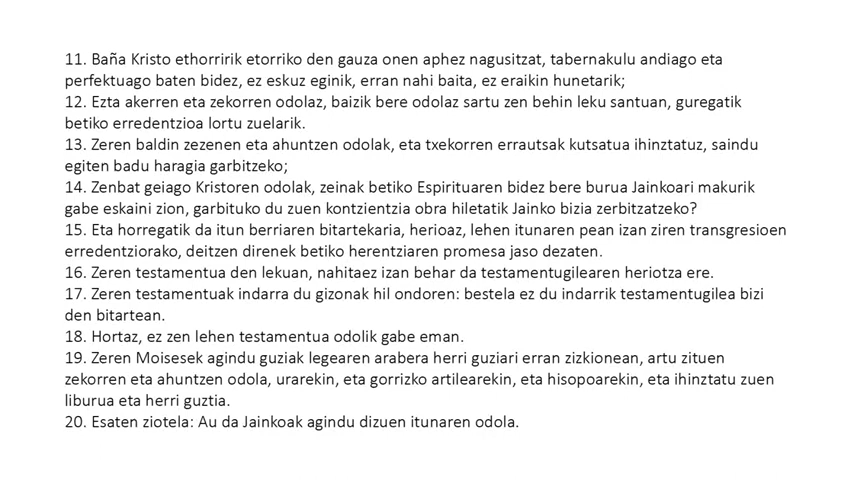 11. Baña Kristo ethorririk etorriko den gauza onen aphez nagusitzat, tabernakulu andiago eta
perfektuago baten bidez, ez eskuz eginik, erran nahi baita, ez eraikin hunetarik;
12. Ezta akerren eta zekorren odolaz, baizik bere odolaz sartu zen behin leku santuan, guregatik
betiko erredentzioa lortu zuelarik.
13. Zeren baldin zezenen eta ahuntzen odolak, eta txekorren errautsak kutsatua ihinztatuz, saindu
egiten badu haragia garbitzeko;
14. Zenbat geiago Kristoren odolak, zeinak betiko Espirituaren bidez bere burua Jainkoari makurik
gabe eskaini zion, garbituko du zuen kontzientzia obra hiletatik Jainko bizia zerbitzatzeko?
15. Eta horregatik da itun berriaren bitartekaria, herioaz, lehen itunaren pean izan ziren transgresioen
erredentziorako, deitzen direnek betiko herentziaren promesa jaso dezaten.
16. Zeren testamentua den lekuan, nahitaez izan behar da testamentugilearen heriotza ere.
17. Zeren testamentuak indarra du gizonak hil ondoren: bestela ez du indarrik testamentugilea bizi
den bitartean.
18. Hortaz, ez zen lehen testamentua odolik gabe eman.
19. Zeren Moisesek agindu guziak legearen arabera herri guziari erran zizkionean, artu zituen
zekorren eta ahuntzen odola, urarekin, eta gorrizko artilearekin, eta hisopoarekin, eta ihinztatu zuen
liburua eta herri guztia.
20. Esaten ziotela: Au da Jainkoak agindu dizuen itunaren odola.